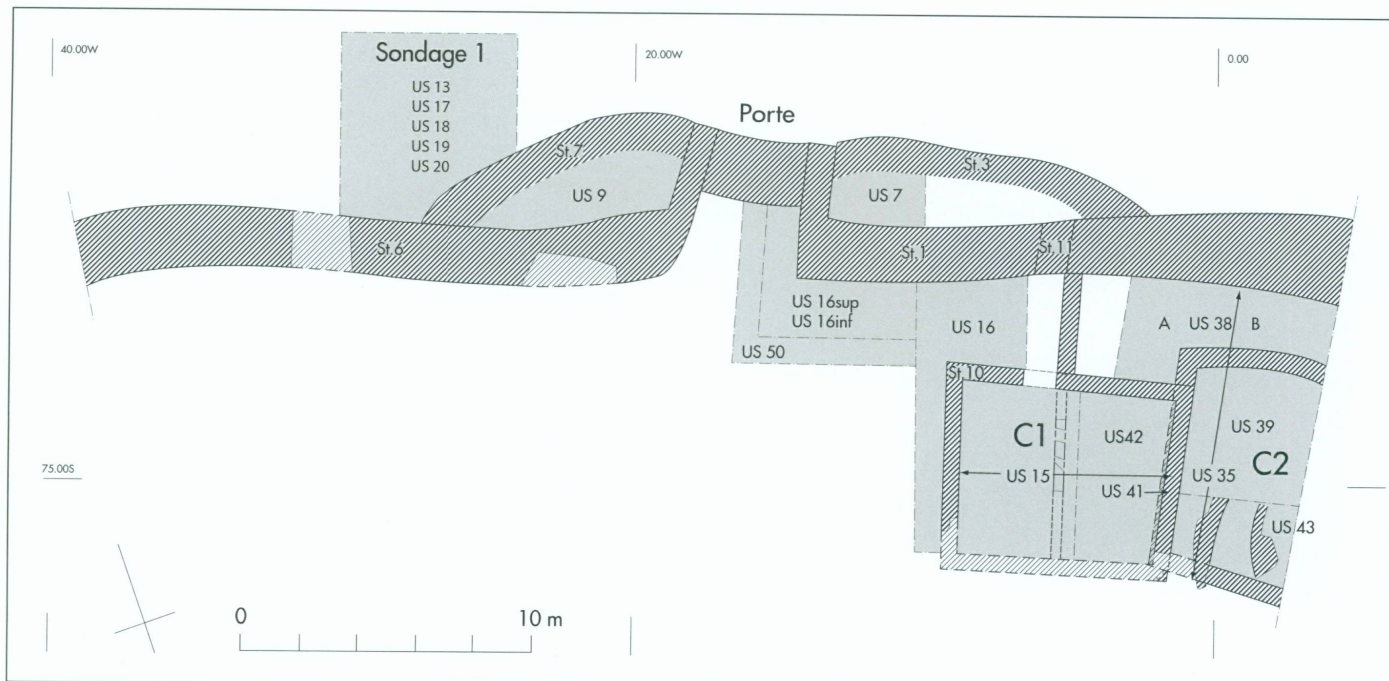 40.00W
20.00W
0.00
Sondage 1
US 13
US 17
US 18
US 19
US 20
Porte
St.7
St.3
US 9
US 7
St.6
St.1
St.11
US 16sup
US 16inf
US 16
A US 38 B
US 50
St.10
C1
US42
US 39
C2
75.00S
US 15
US 35
US 41
US 43
0
10 m